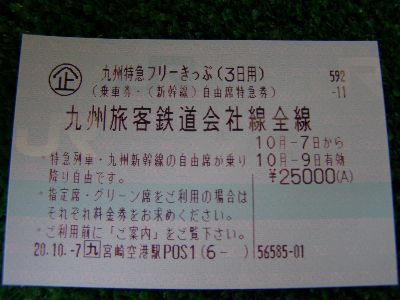 企 九州特急フリーきっぷ(3日用) 592
(乗車券・(新幹線)自由席特急券) -11
九州旅客鉄道会社線全線
10月-7日から
・特急列車・九州新幹線の自由席が乗り 10月-9日有効
降り自由です。 ¥25000(A)
・指定席・グリーン席をご利用の場合は
それぞれ料金券をお求めください。
・ご利用前に「ご案内」をご覧下さい。
20.10.-7 九 宮崎空港駅POS1(6- ) 56585-01